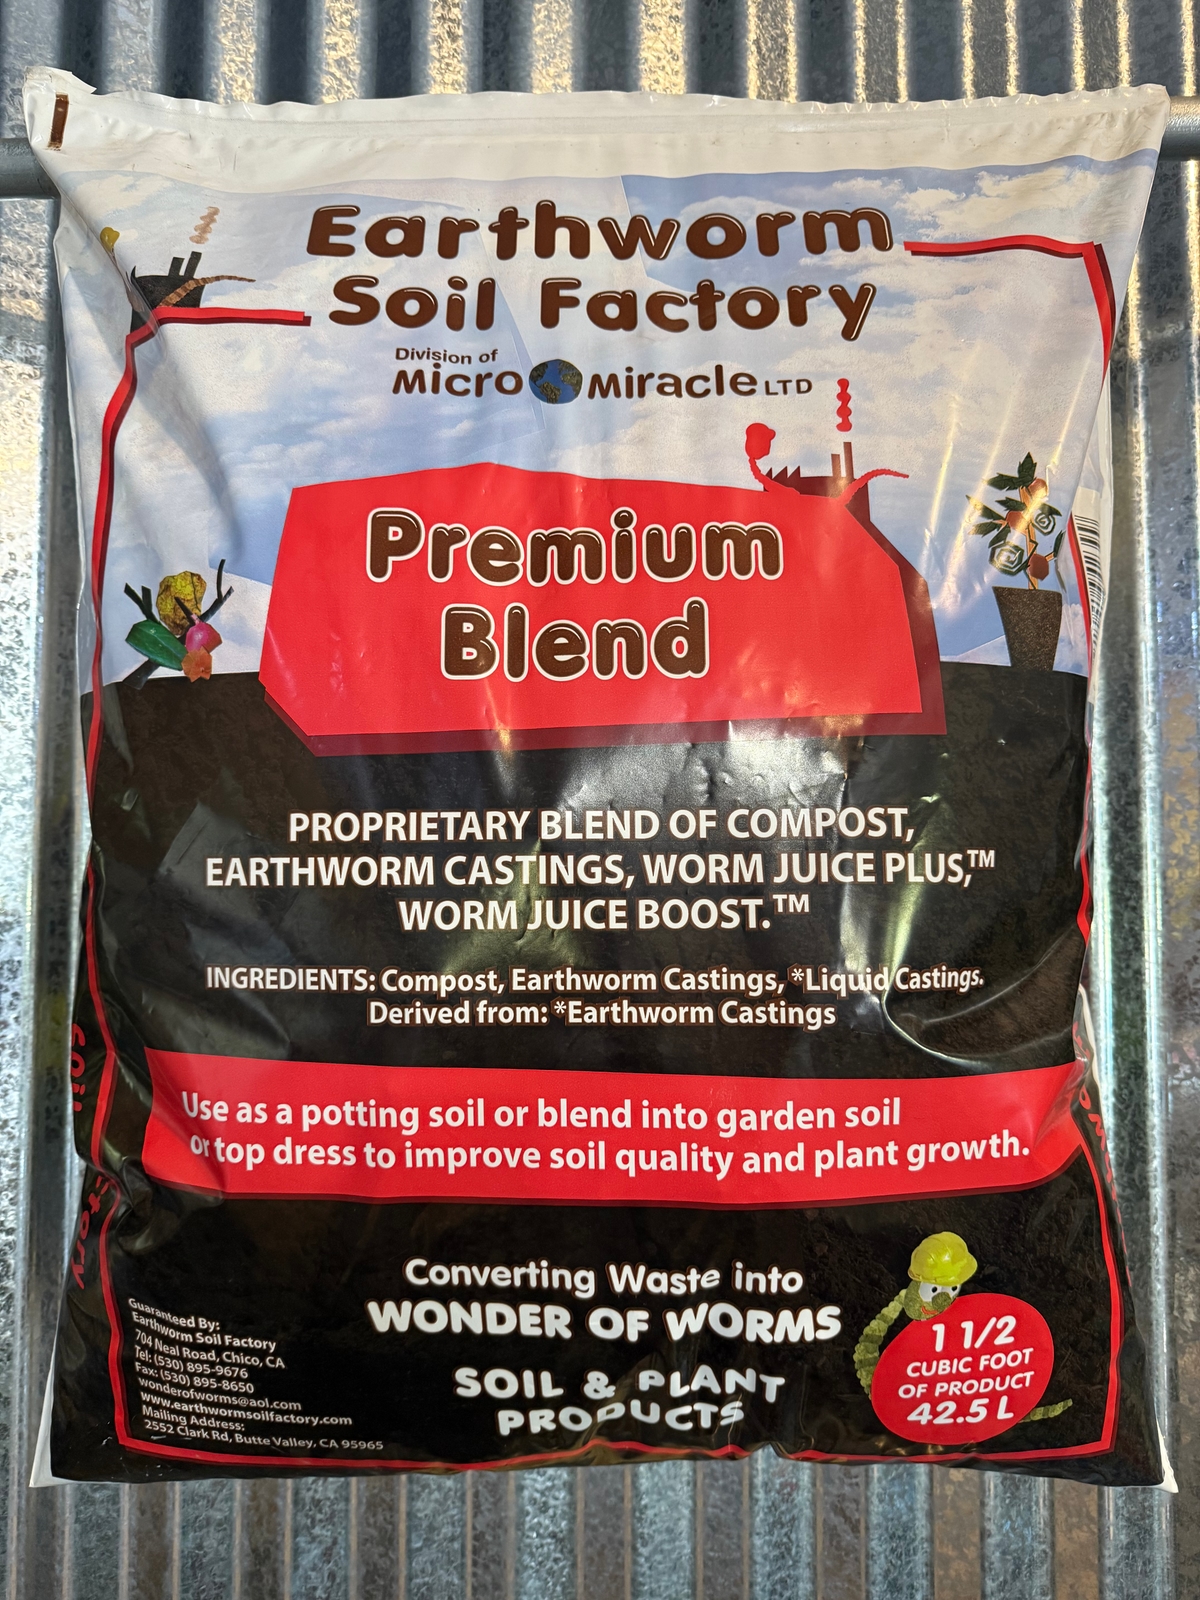 Earthworm
Soil Factory
Division of
Micro Miracle LTD
Premium
Blend
PROPRIETARY BLEND OF COMPOST,
EARTHWORM CASTINGS, WORM JUICE PLUS,™
WORM JUICE BOOST.™
INGREDIENTS: Compost, Earthworm Castings, *Liquid Castings.
Derived from: *Earthworm Castings
Use as a potting soil or blend into garden soil
or top dress to improve soil quality and plant growth.
Converting Waste into
WONDER OF WORMS
SOIL & PLANT
PRODUCTS
Guaranteed By:
Earthworm Soil Factory
704 Neal Road, Chico, CA
Tel: (530) 895-9676
Fax: (530) 895-8650
wonderofworms@aol.com
www.earthwormsoilfactory.com
Mailing Address:
2552 Clark Rd, Butte Valley, CA 95965
1 1/2
CUBIC FOOT
OF PRODUCT
42.5 L